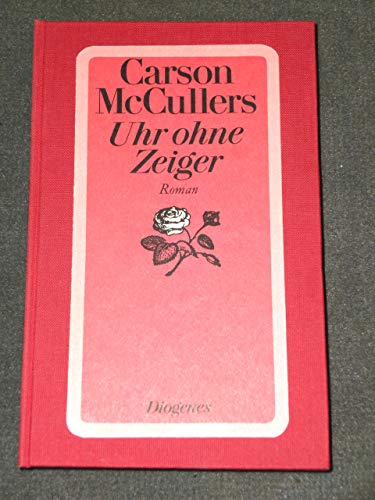 Carson
McCullers
Uhr ohne
Zeiger
Roman
Diogenes